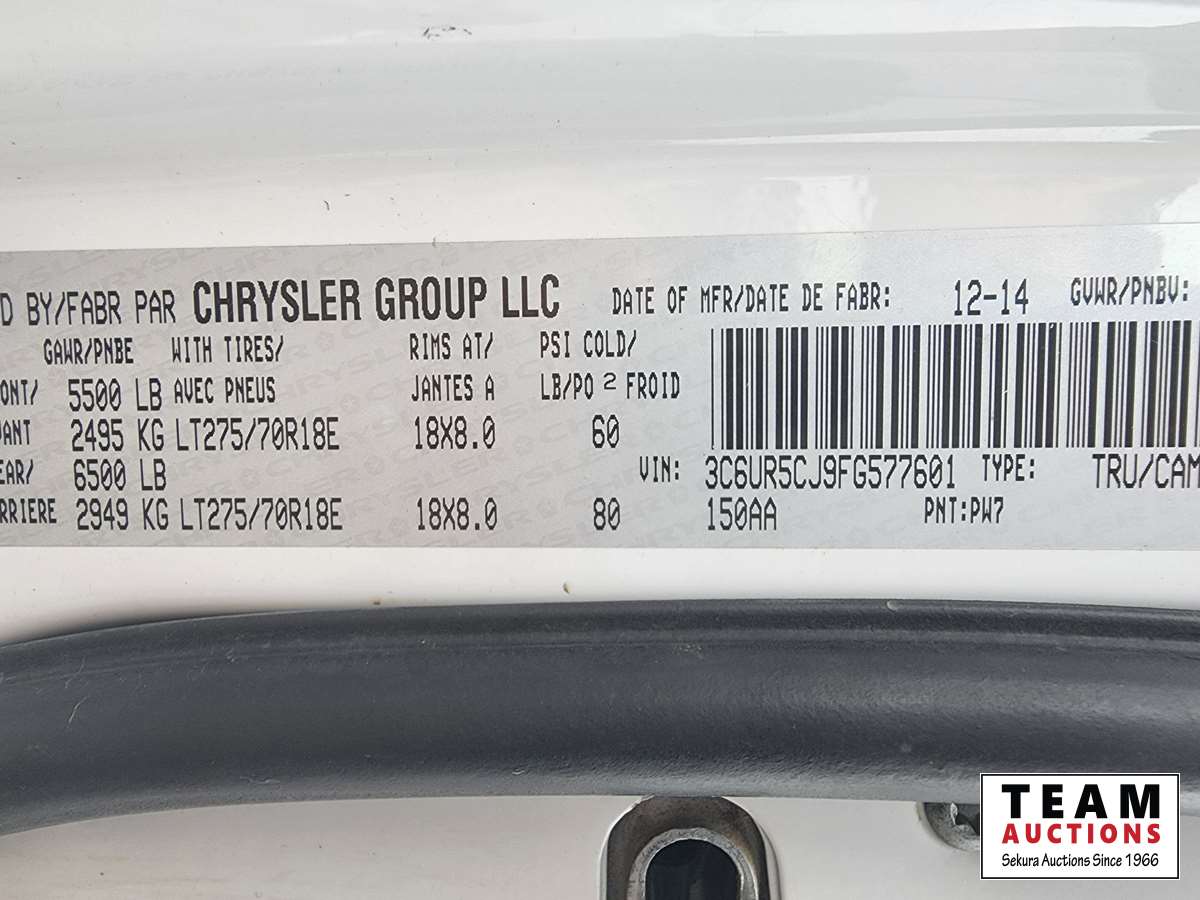 D BY/FABR PAR CHRYSLER GROUP LLC DATE OF MFR/DATE DE FABR: 12-14 GVWR/PNBV:
GAWR/PNBE WITH TIRES/ RIMS AT/ PSI COLD/
ONT/ 5500 LB AVEC PNEUS JANTES A LB/PO 2 FROID
VANT 2495 KG LT275/70R18E 18X8.0 60
EAR/ 6500 LB VIN: 3C6UR5CJ9FG577601 TYPE: TRU/CAM
RRIERE 2949 KG LT275/70R18E 18X8.0 80 150AA PNT:PW7
TEAM
AUCTIONS
Sekura Auctions Since 1966